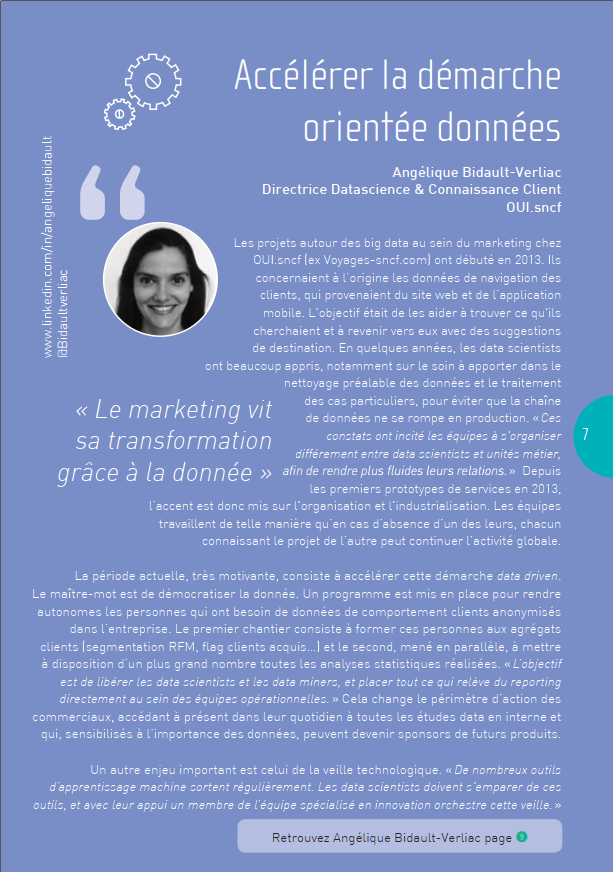 Accélérer la démarche
orientée données
Angélique Bidault-Verliac
Directrice Datascience & Connaissance Client
OUI.sncf
www.linkedin.com/in/angeliquebidault
@Bidaultverliac
Les projets autour des big data au sein du marketing chez
OUI.sncf (ex Voyages-sncf.com) ont débuté en 2013. Ils
concernaient à l'origine les données de navigation des
clients, qui provenaient du site web et de l'application
mobile. L'objectif était de les aider à trouver ce qu'ils
cherchaient et à revenir vers eux avec des suggestions
de destination. En quelques années, les data scientists
ont beaucoup appris, notamment sur le soin à apporter dans le
nettoyage préalable des données et le traitement
des cas particuliers, pour éviter que la chaîne
de données ne se rompe en production. « Ces
constats ont incité les équipes à s'organiser
différement entre data scientists et unités métier,
afin de rendre plus fluides leurs relations. » Depuis
les premiers prototypes de services en 2013,
l'accent est donc mis sur l'organisation et l'industrialisation. Les équipes
travaillent de telle manière qu'en cas d'absence d'un des leurs, chacun
connaissant le projet de l'autre peut continuer l'activité globale.
« Le marketing vit
sa transformation
grâce à la donnée »
7
La période actuelle, très motivante, consiste à accélérer cette démarche data driven.
Le maître-mot est de démocratiser la donnée. Un programme est mis en place pour rendre
autonomes les personnes qui ont besoin de données de comportement clients anonymisés
dans l'entreprise. Le premier chantier consiste à former ces personnes aux agrégats
clients (segmentation RFM, flag clients acquis...) et le second, mené en parallèle, à mettre
à disposition d'un plus grand nombre toutes les analyses statistiques réalisées. « L'objectif
est de libérer les data scientists et les data miners, et placer tout ce qui relève du reporting
directement au sein des équipes opérationnelles. » Cela change le périmètre d'action des
commerciaux, accédant à présent dans leur quotidien à toutes les études data en interne et
qui, sensibilisés à l'importance des données, peuvent devenir sponsors de futurs produits.
Un autre enjeu important est celui de la veille technologique. « De nombreux outils
d'apprentissage machine sortent régulièrement. Les data scientists doivent s'emparer de ces
outils, et avec leur appui un membre de l'équipe spécialisé en innovation orchestre cette veille. »
Retrouvez Angélique Bidault-Verliac page 9